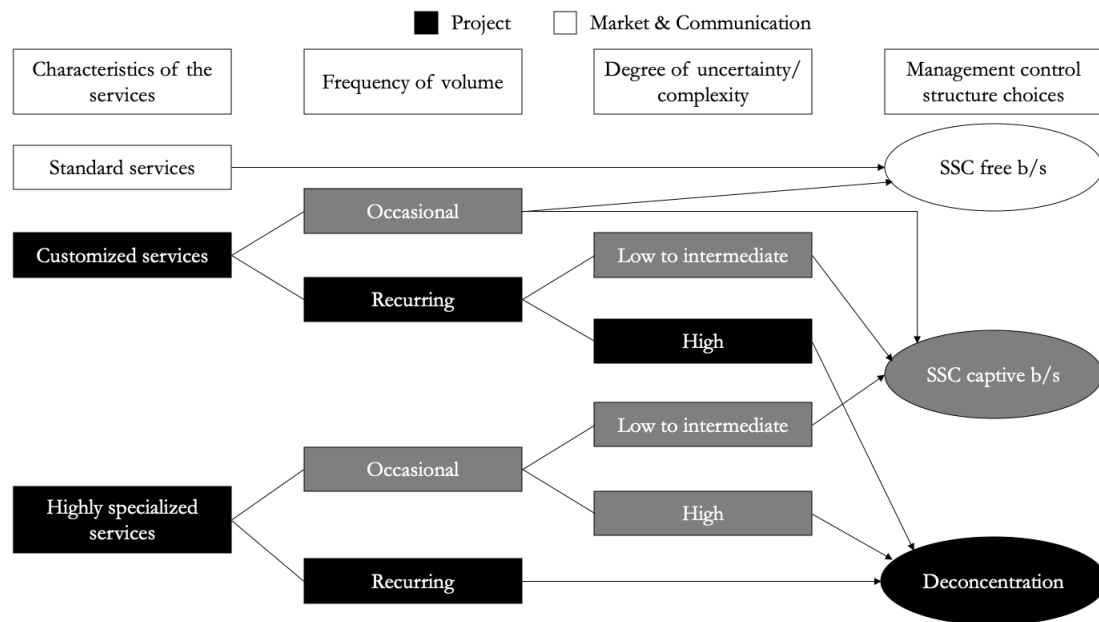 Project
Market & Communication
Characteristics of the
services
Frequency of volume
Degree of uncertainty/
complexity
Management control
structure choices
Standard services
SSC free b/s
Occasional
Customized services
Low to intermediate
Recurring
High
SSC captive b/s
Low to intermediate
Occasional
Highly specialized
services
High
Recurring
Deconcentration